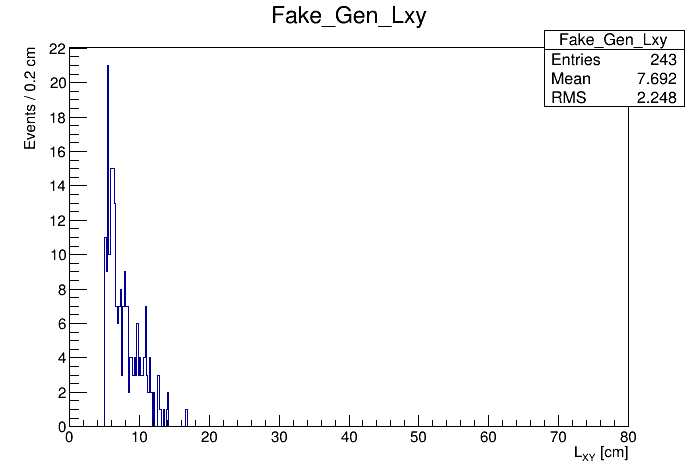 Fake_Gen_Lxy
Fake_Gen_Lxy
Entries 243
Mean 7.692
RMS 2.248
Events / 0.2 cm
22
20
18
16
14
12
10
8
6
4
2
0
0 10 20 30 40 50 60 70 80
L_XY [cm]